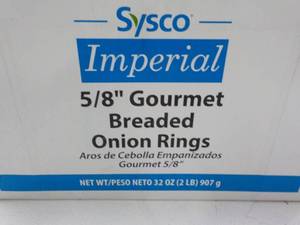 Sysco
Imperial
5/8" Gourmet
Breaded
Onion Rings
Aros de Cebolla Empanizados
Gourmet 5/8"
NET WT/PESO NETO 32 OZ (2 LB) 907 g